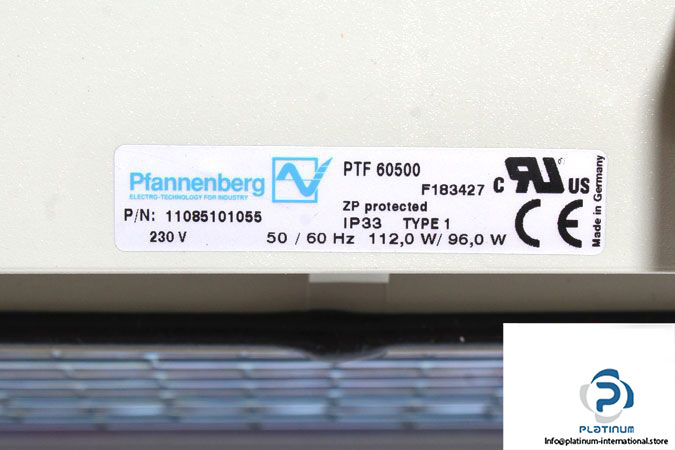 Pfannenberg
ELECTRO-TECHNOLOGY FOR INDUSTRY
PTF 60500
F183427
C US
ZP protected
P/N: 11085101055
IP33 TYPE 1
230 V 50 / 60 Hz 112,0 W/ 96,0 W
CE
Made in Germany
PLATINUM
Info@platinum-international.store